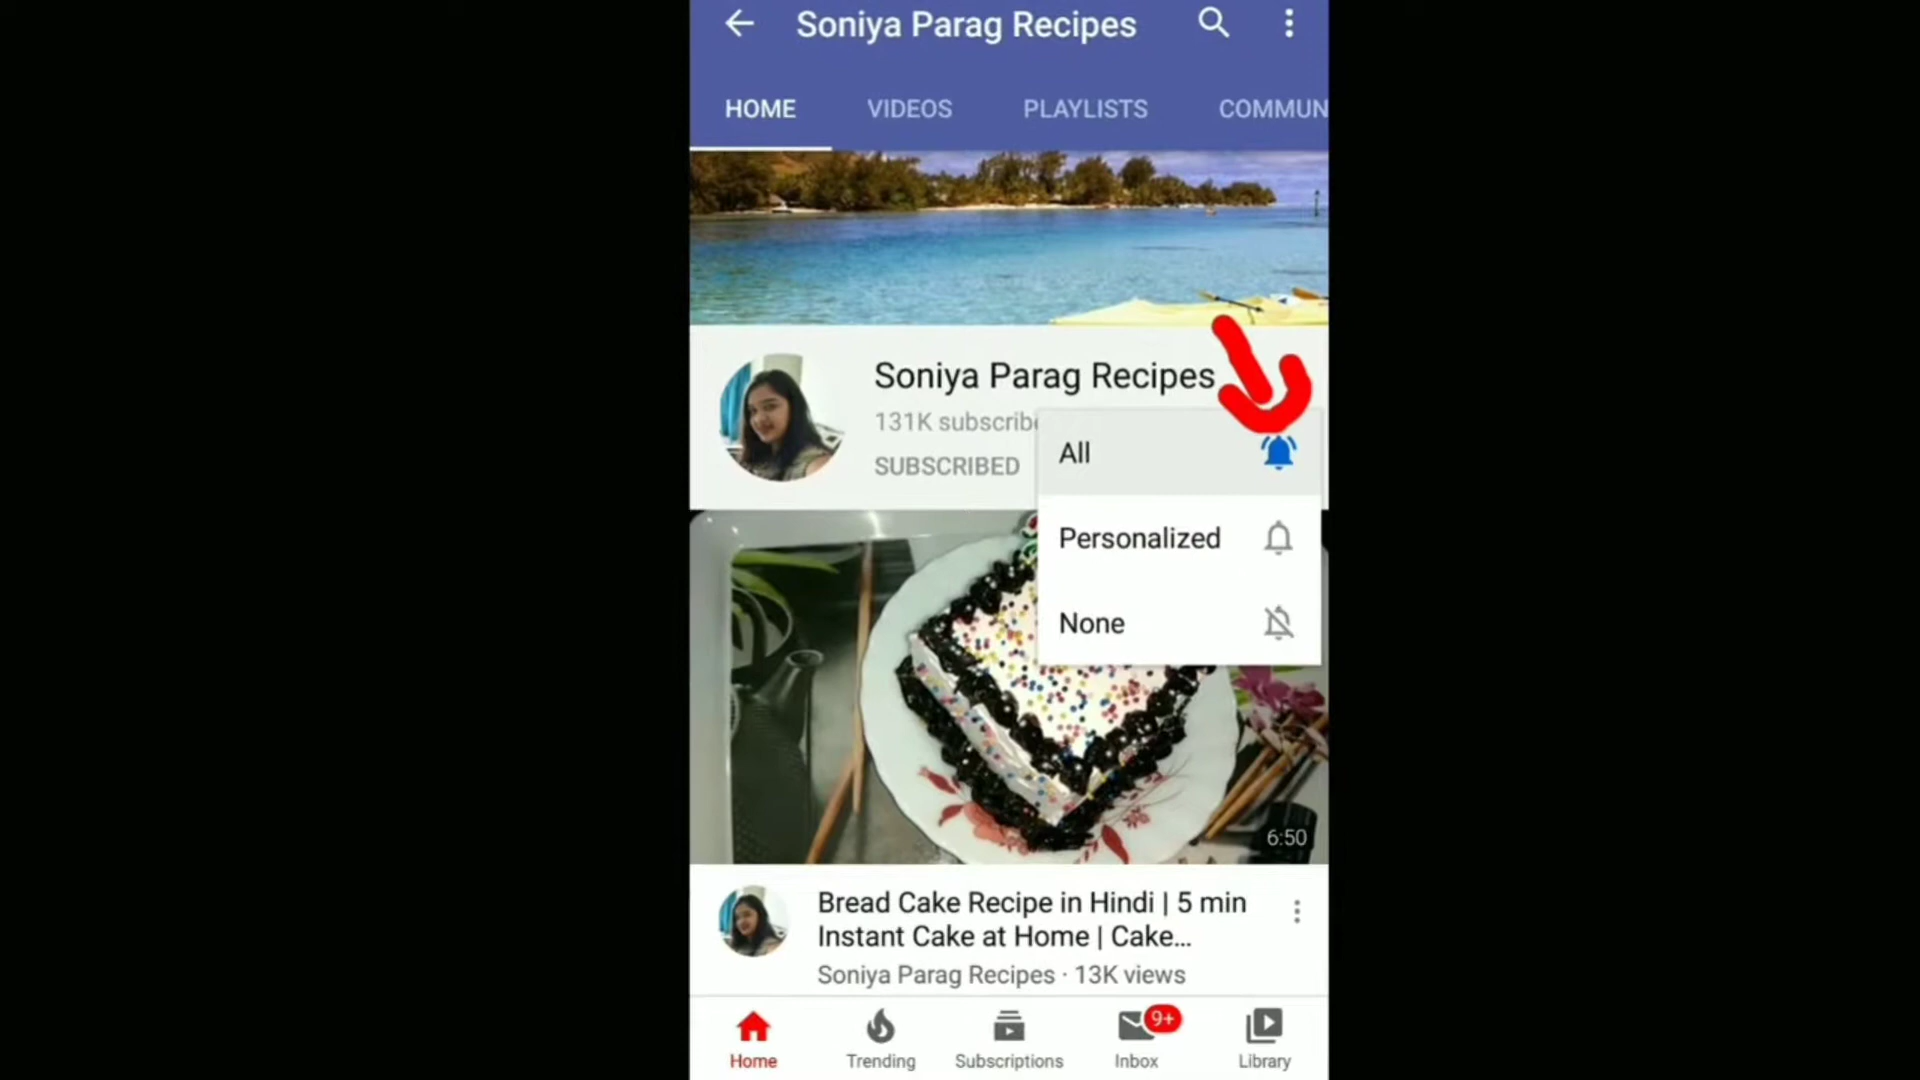 Soniya Parag Recipes
HOME VIDEOS PLAYLISTS COMMUN
Soniya Parag Recipes
131K subscribe
SUBSCRIBED
All
Personalized
None
6:50
Bread Cake Recipe in Hindi | 5 min
Instant Cake at Home | Cake...
Soniya Parag Recipes · 13K views
9+
Home Trending Subscriptions Inbox Library